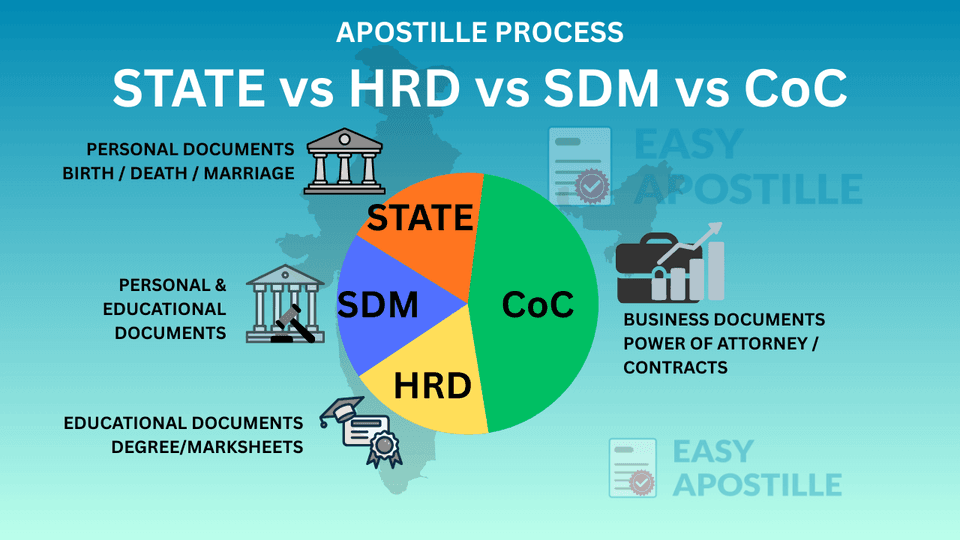 APOSTILLE PROCESS
STATE vs HRD vs SDM vs CoC
PERSONAL DOCUMENTS
BIRTH / DEATH / MARRIAGE
EASY
APOSTILLE
STATE
SDM
CoC
HRD
PERSONAL &
EDUCATIONAL
DOCUMENTS
BUSINESS DOCUMENTS
POWER OF ATTORNEY /
CONTRACTS
EDUCATIONAL DOCUMENTS
DEGREE/MARKSHEETS
EASY
APOSTILLE